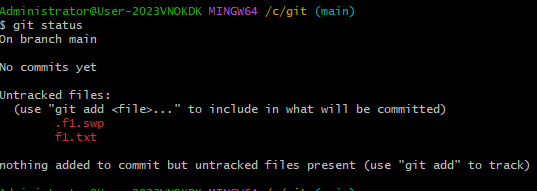 Administrator@User-2023VNOKDK MINGW64 /c/git (main)
$ git status
On branch main
No commits yet
Untracked files:
(use "git add <file>..." to include in what will be committed)
.f1.swp
f1.txt
nothing added to commit but untracked files present (use "git add" to track)